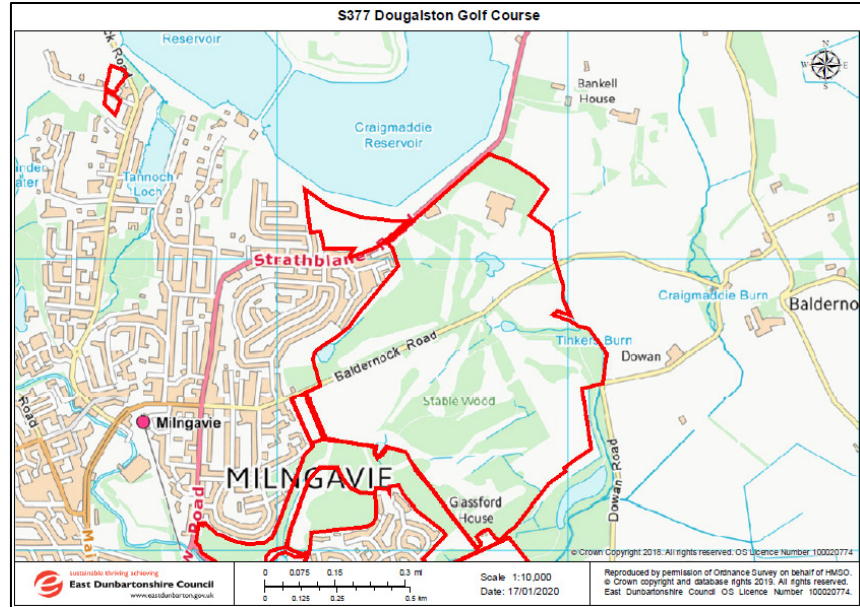 S377 Dougalston Golf Course
Reservoir
N
W E
S
Bankell
House
Craigmaddie
Reservoir
Tannoch
Loch
Strathblane
Craigmaddie Burn
Baldernock Road
Tinkers Burn
Balderno
Dowan
Stable Wood
Road
Milngavie
MILNGAVIE
Glassford
House
Dowan Road
Road
© Crown Copyright 2018. All rights reserved. OS Licence Number 100020774
sustainable thriving achieving
East Dunbartonshire Council
www.eastdunbarton.gov.uk
0 0.075 0.15 0.3 mi
0 0.125 0.25 0.5 km
Scale 1:10,000
Date: 17/01/2020
Reproduced by permission of Ordnance Survey on behalf of HMSO.
© Crown copyright and database rights 2019. All rights reserved.
East Dunbartonshire Council OS Licence Number 100020774.